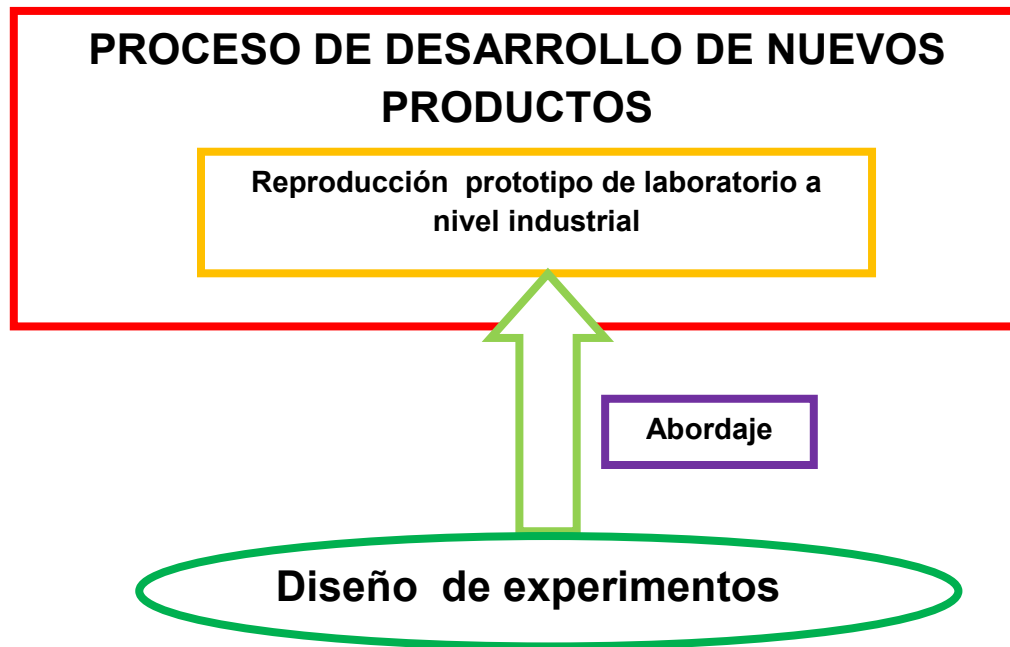 PROCESO DE DESARROLLO DE NUEVOS
PRODUCTOS
Reproducción prototipo de laboratorio a
nivel industrial
Abordaje
Diseño de experimentos